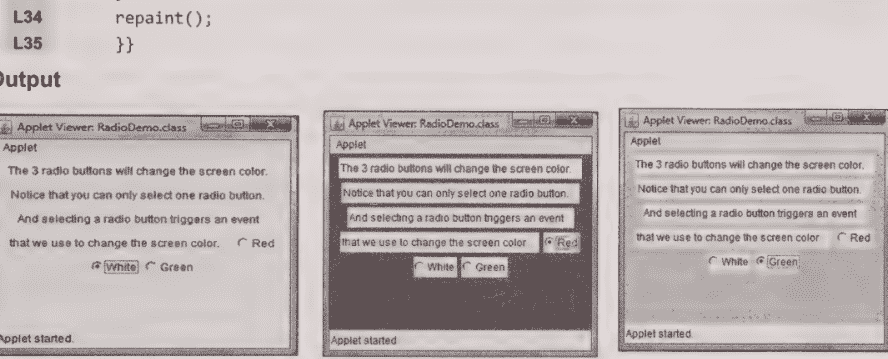 L34 repaint();
L35 }}
Output
Applet Viewer: RadioDemo.class
Applet
The 3 radio buttons will change the screen color.
Notice that you can only select one radio button.
And selecting a radio button triggers an event
that we use to change the screen color. Red
White Green
Applet started.
Applet Viewer: RadioDemo.class
Applet
The 3 radio buttons will change the screen color.
Notice that you can only select one radio button.
And selecting a radio button triggers an event
that we use to change the screen color Red
White Green
Applet started
Applet Viewer: RadioDemo.class
Applet
The 3 radio buttons will change the screen color.
Notice that you can only select one radio button.
And selecting a radio button triggers an event
that we use to change the screen color Red
White Green
Applet started